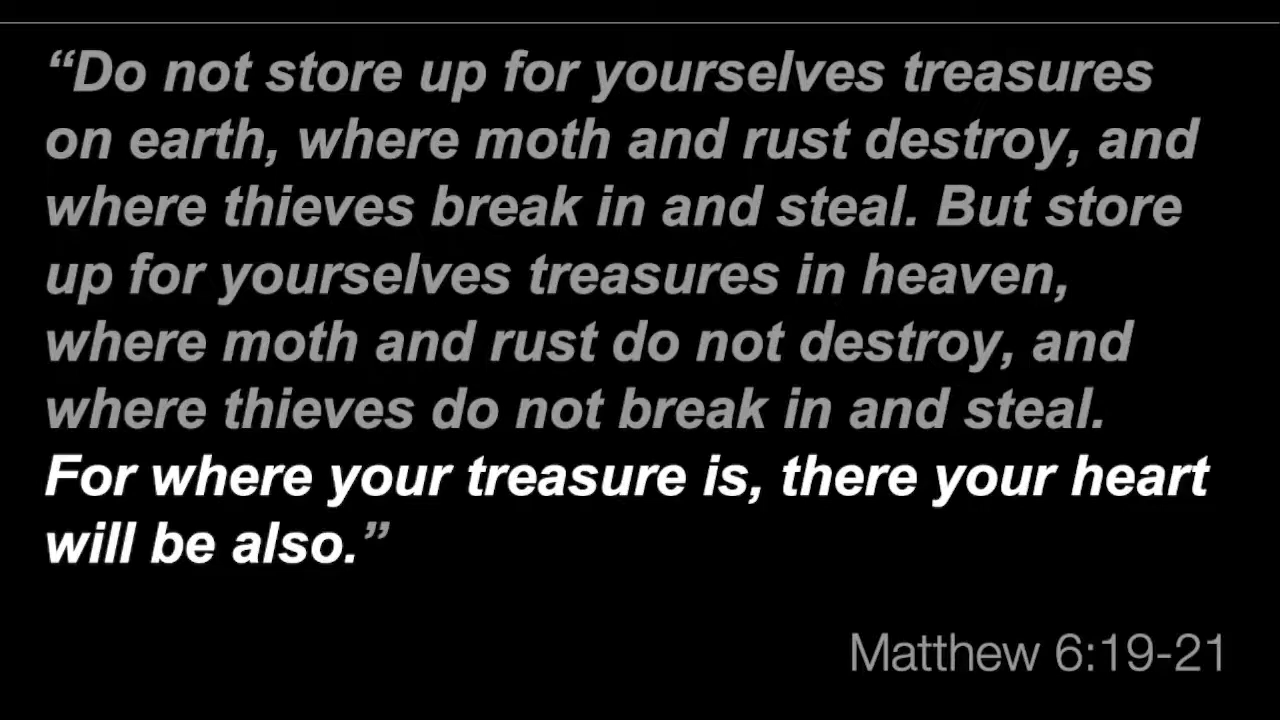 “Do not store up for yourselves treasures
on earth, where moth and rust destroy, and
where thieves break in and steal. But store
up for yourselves treasures in heaven,
where moth and rust do not destroy, and
where thieves do not break in and steal.
For where your treasure is, there your heart
will be also.”
Matthew 6:19-21